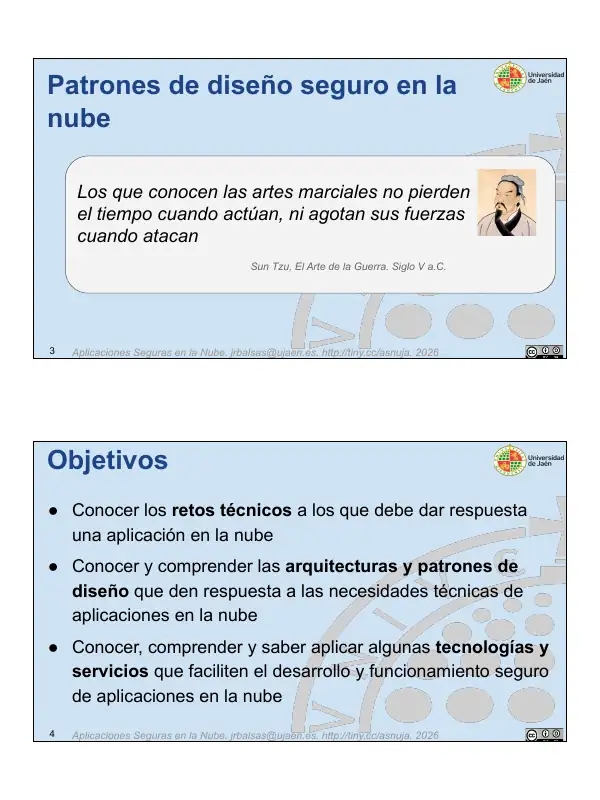 Patrones de diseño seguro en la
nube
Universidad
de Jaén
Los que conocen las artes marciales no pierden
el tiempo cuando actúan, ni agotan sus fuerzas
cuando atacan
Sun Tzu, El Arte de la Guerra. Siglo V a.C.
3
Aplicaciones Seguras en la Nube. jrbalsas@ujaen.es. http://tiny.cc/asnuja. 2026
Objetivos
Universidad
de Jaén
● Conocer los retos técnicos a los que debe dar respuesta
una aplicación en la nube
● Conocer y comprender las arquitecturas y patrones de
diseño que den respuesta a las necesidades técnicas de
aplicaciones en la nube
● Conocer, comprender y saber aplicar algunas tecnologías y
servicios que faciliten el desarrollo y funcionamiento seguro
de aplicaciones en la nube
4
Aplicaciones Seguras en la Nube. jrbalsas@ujaen.es. http://tiny.cc/asnuja. 2026